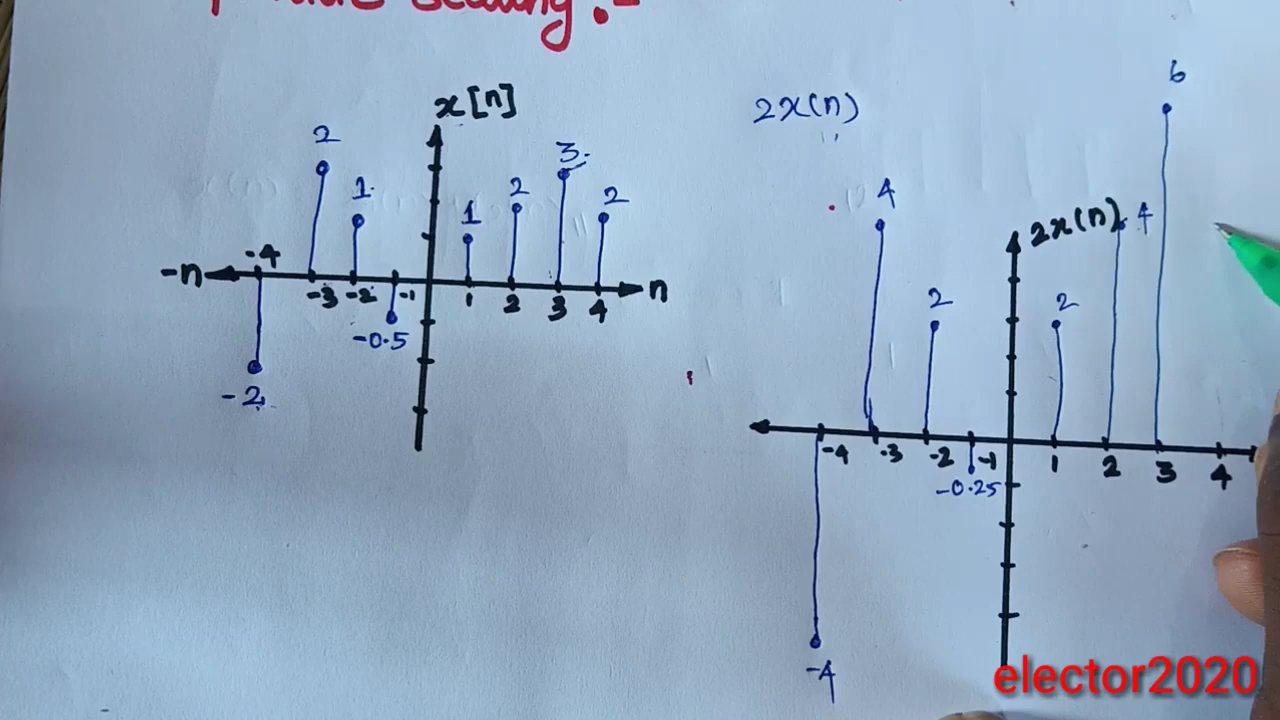 scaling :-
x[n]
2
1
1
2
3
2
-4
-n
n
-3 -2 -1
1 2 3 4
-0.5
-2
2x(n)
6
4
2x(n)
4
2
2
-4 -3 -2 -1
1 2 3 4
-0.25
-4
elector2020